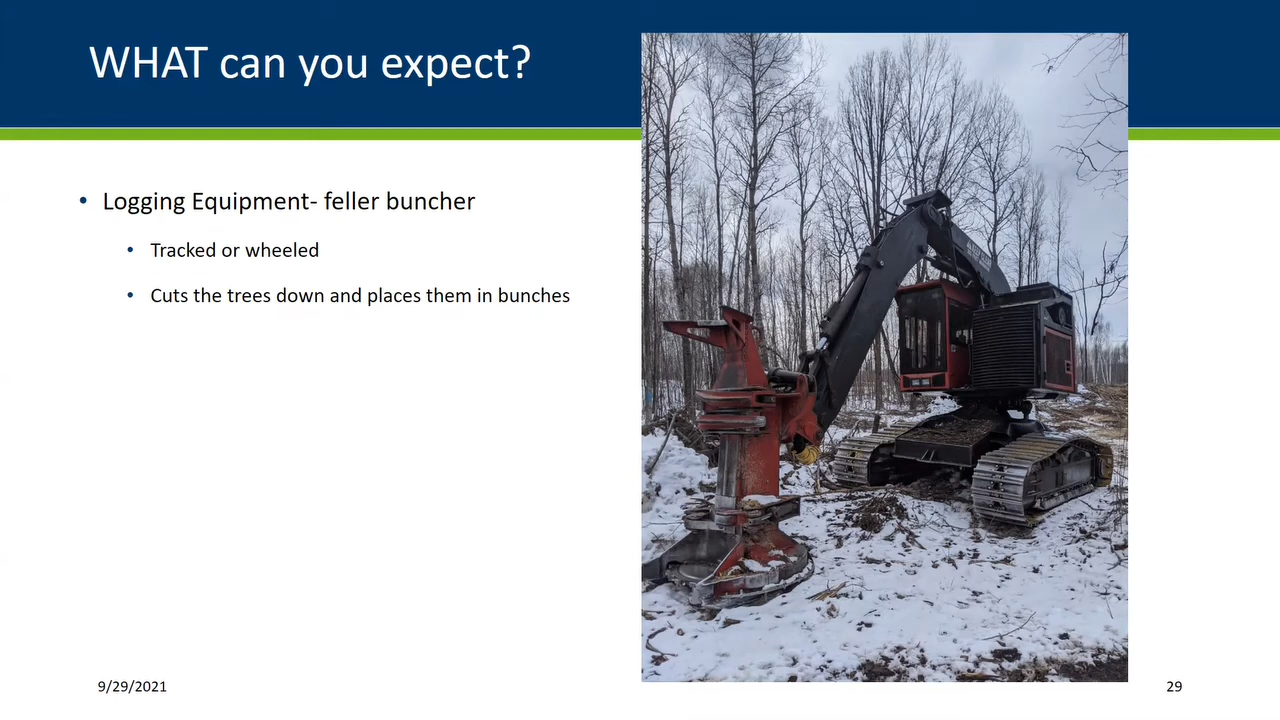 WHAT can you expect?
• Logging Equipment- feller buncher
• Tracked or wheeled
• Cuts the trees down and places them in bunches
9/29/2021
29